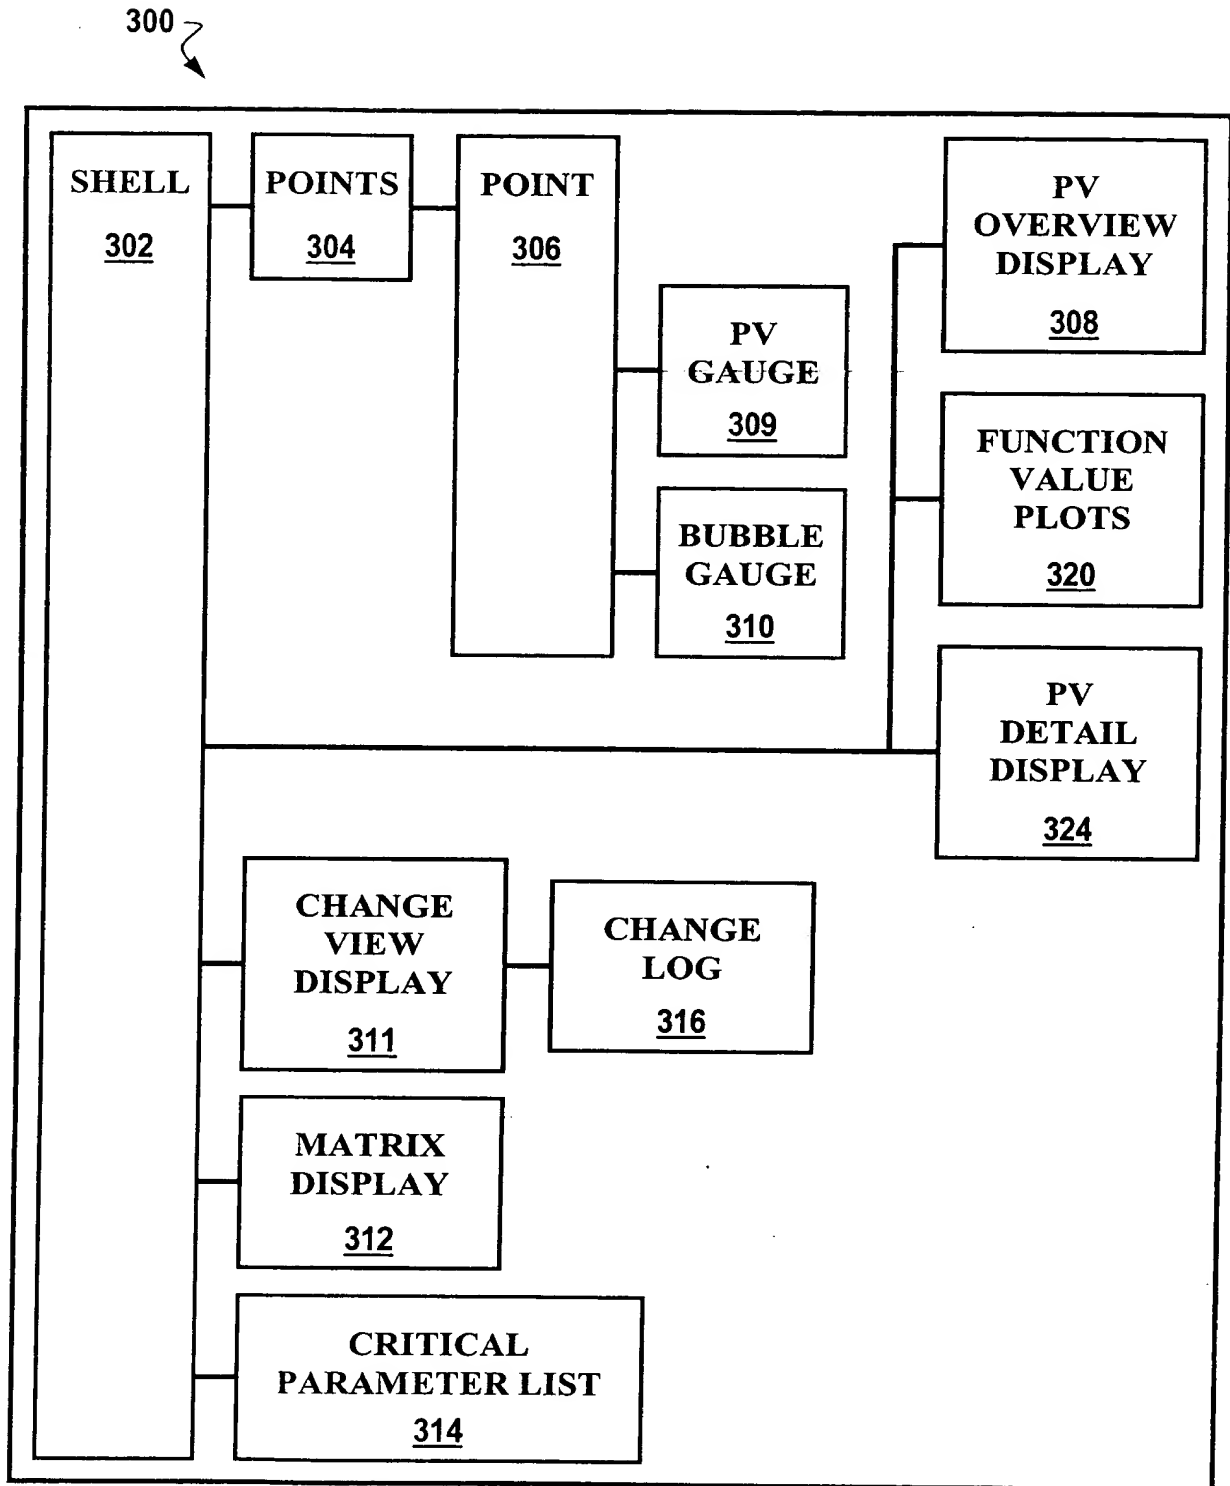 300
SHELL
302
POINTS
304
POINT
306
PV
OVERVIEW
DISPLAY
308
PV
GAUGE
309
FUNCTION
VALUE
PLOTS
320
BUBBLE
GAUGE
310
PV
DETAIL
DISPLAY
324
CHANGE
VIEW
DISPLAY
311
CHANGE
LOG
316
MATRIX
DISPLAY
312
CRITICAL
PARAMETER LIST
314